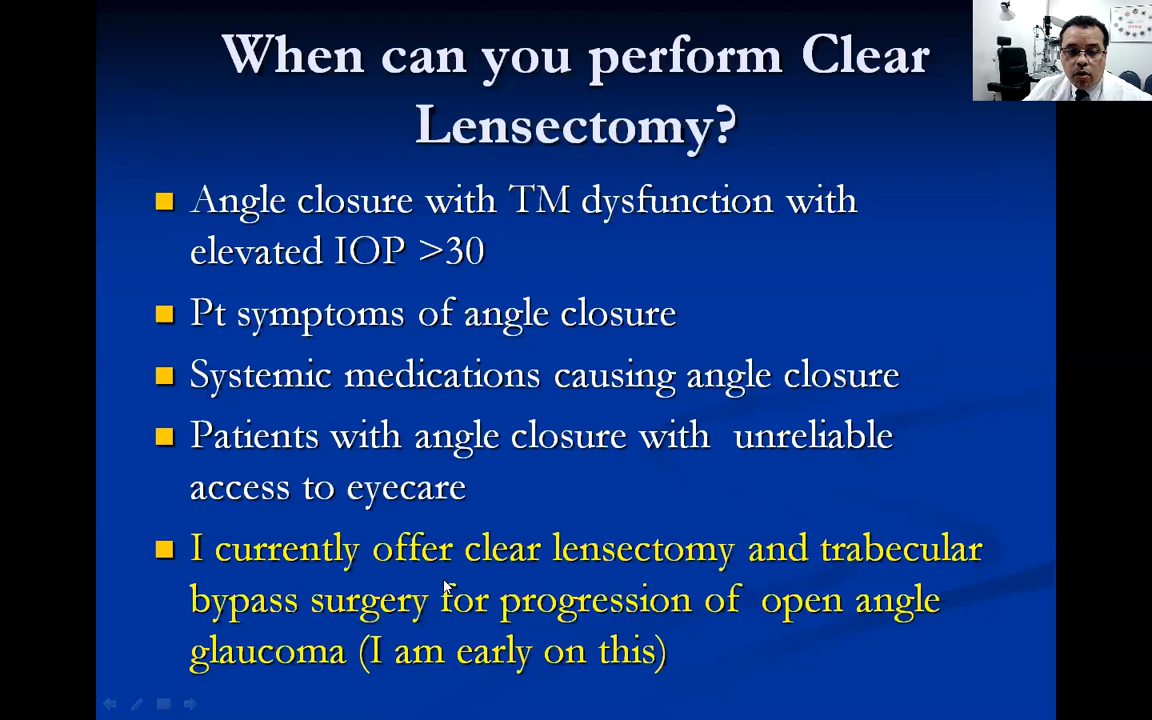 When can you perform Clear
Lensectomy?
Angle closure with TM dysfunction with
elevated IOP >30
Pt symptoms of angle closure
Systemic medications causing angle closure
Patients with angle closure with unreliable
access to eyecare
I currently offer clear lensectomy and trabecular
bypass surgery for progression of open angle
glaucoma (I am early on this)